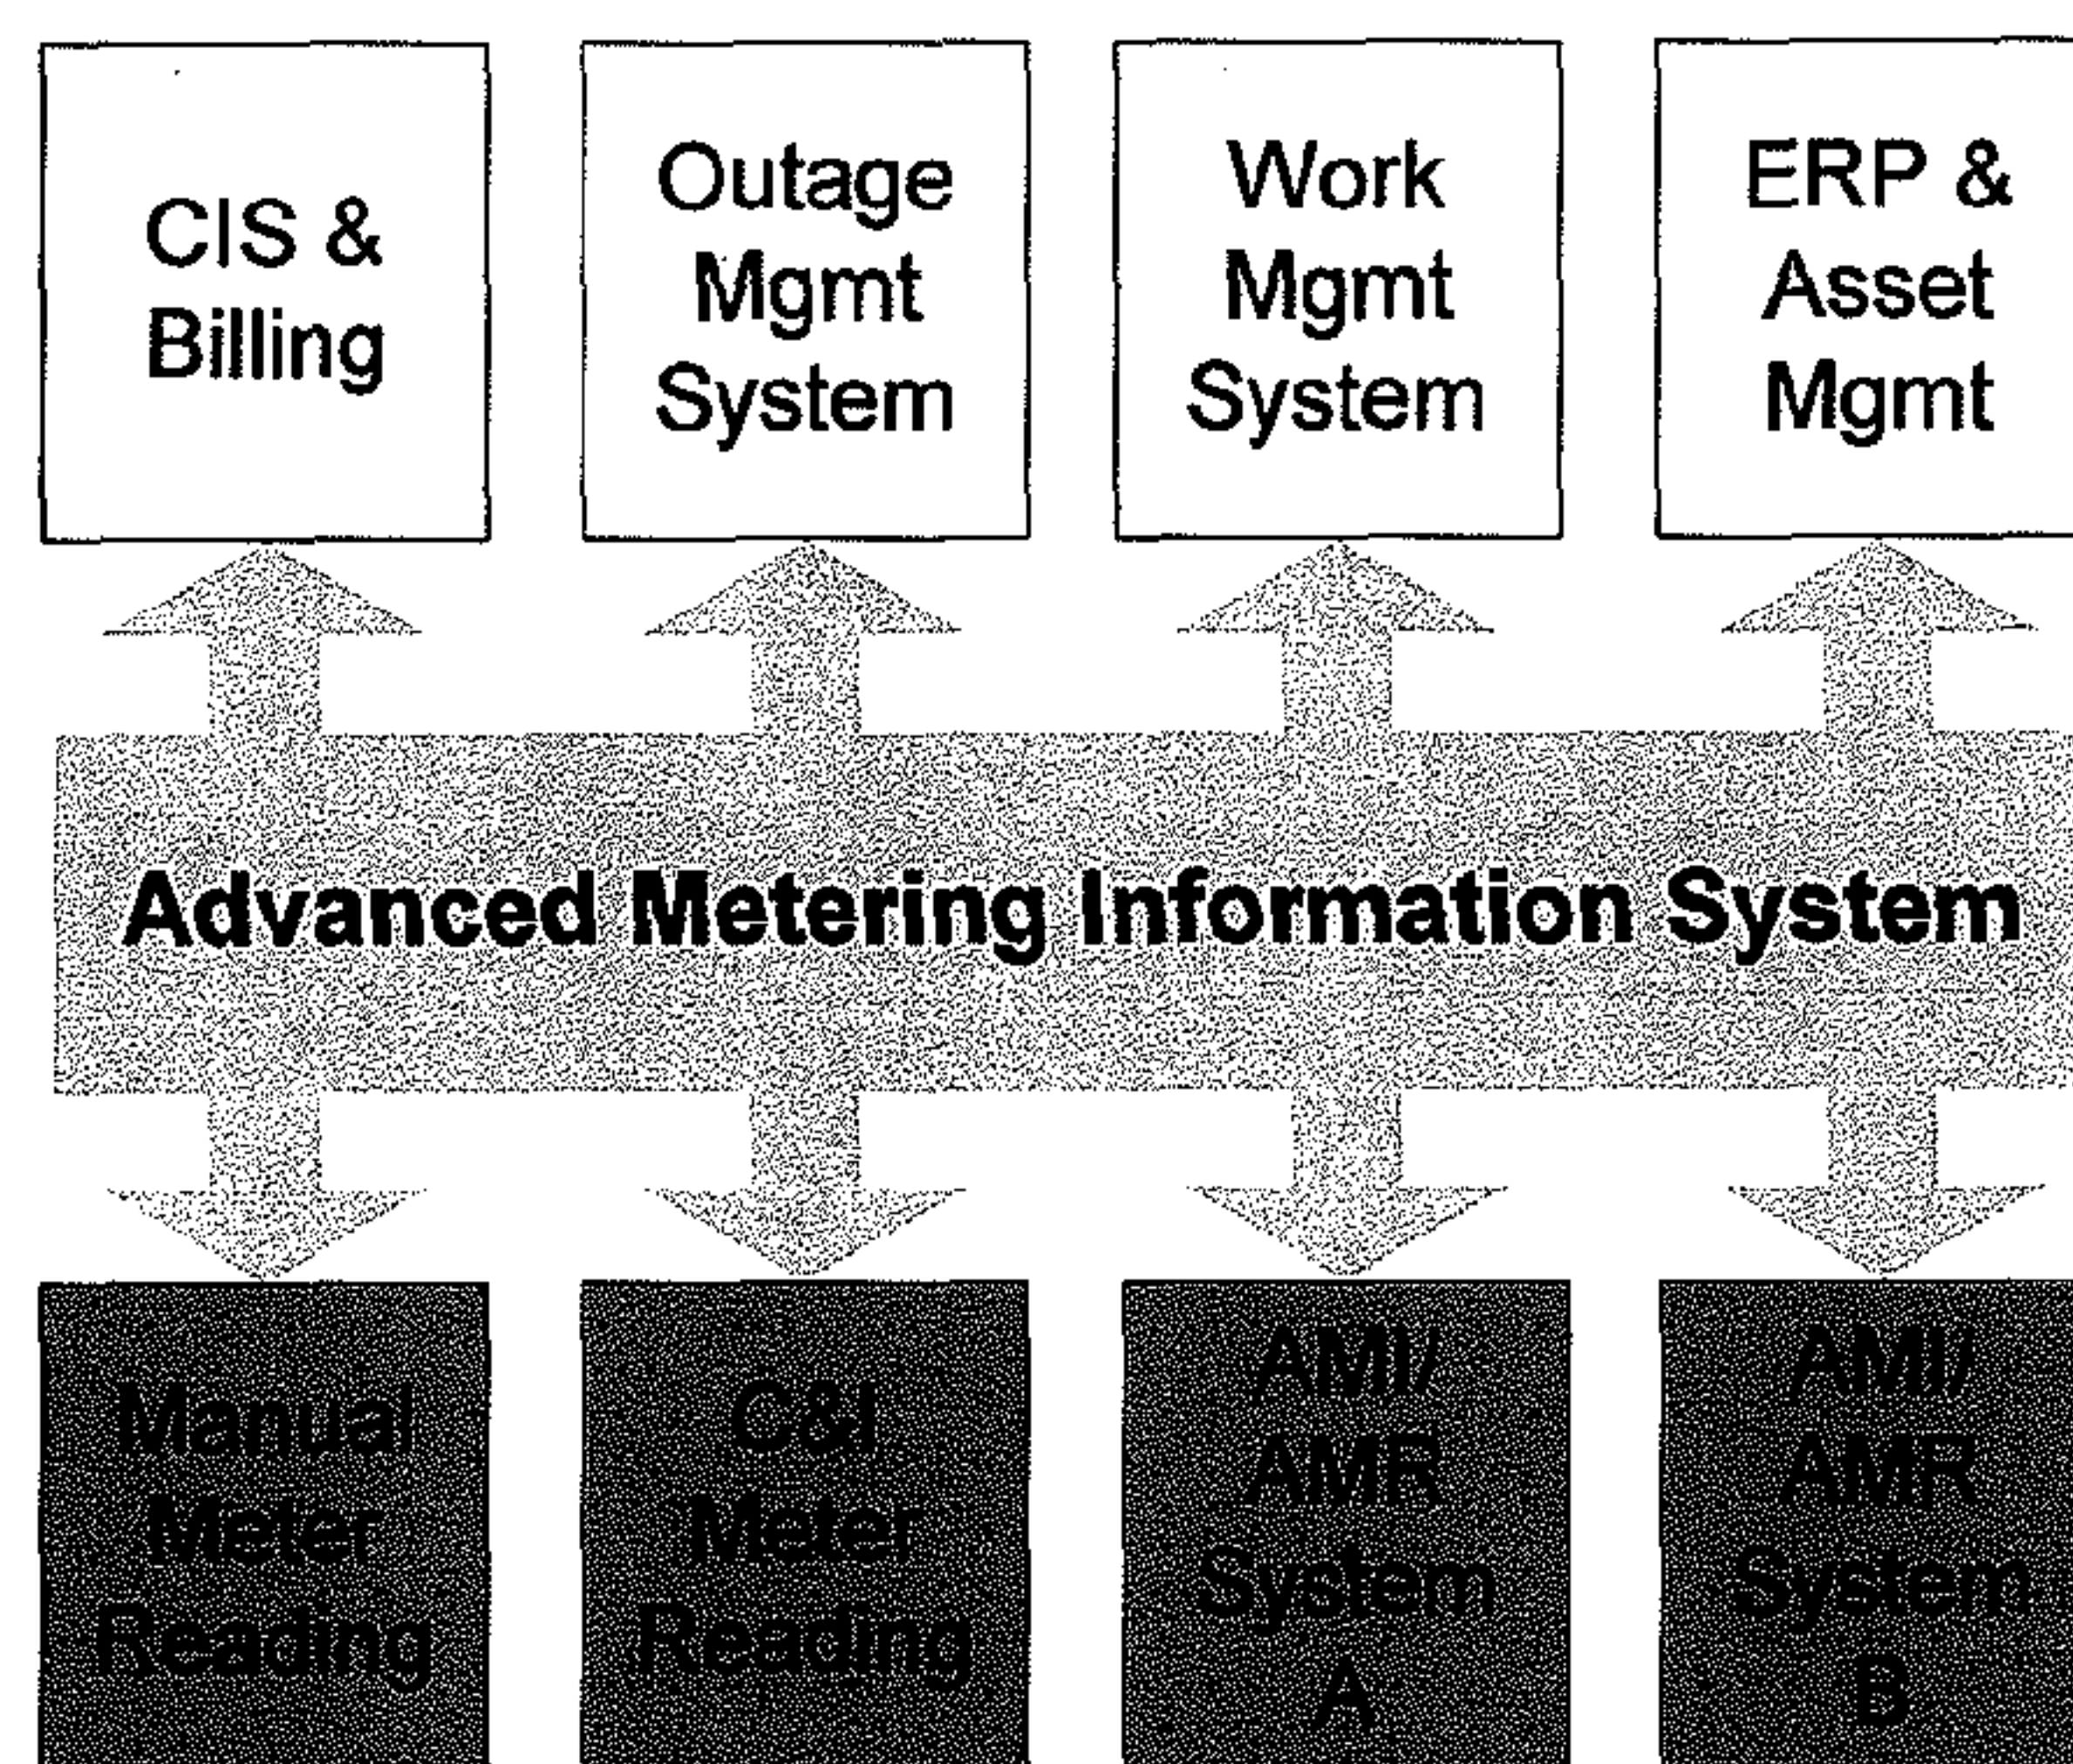 CIS &
Billing
Outage
Mgmt
System
Work
Mgmt
System
ERP &
Asset
Mgmt
Advanced Metering Information System
Manual
Meter
Reading
C&I
Meter
Reading
AMI/
AMR
System
A
AMI/
AMR
System
B